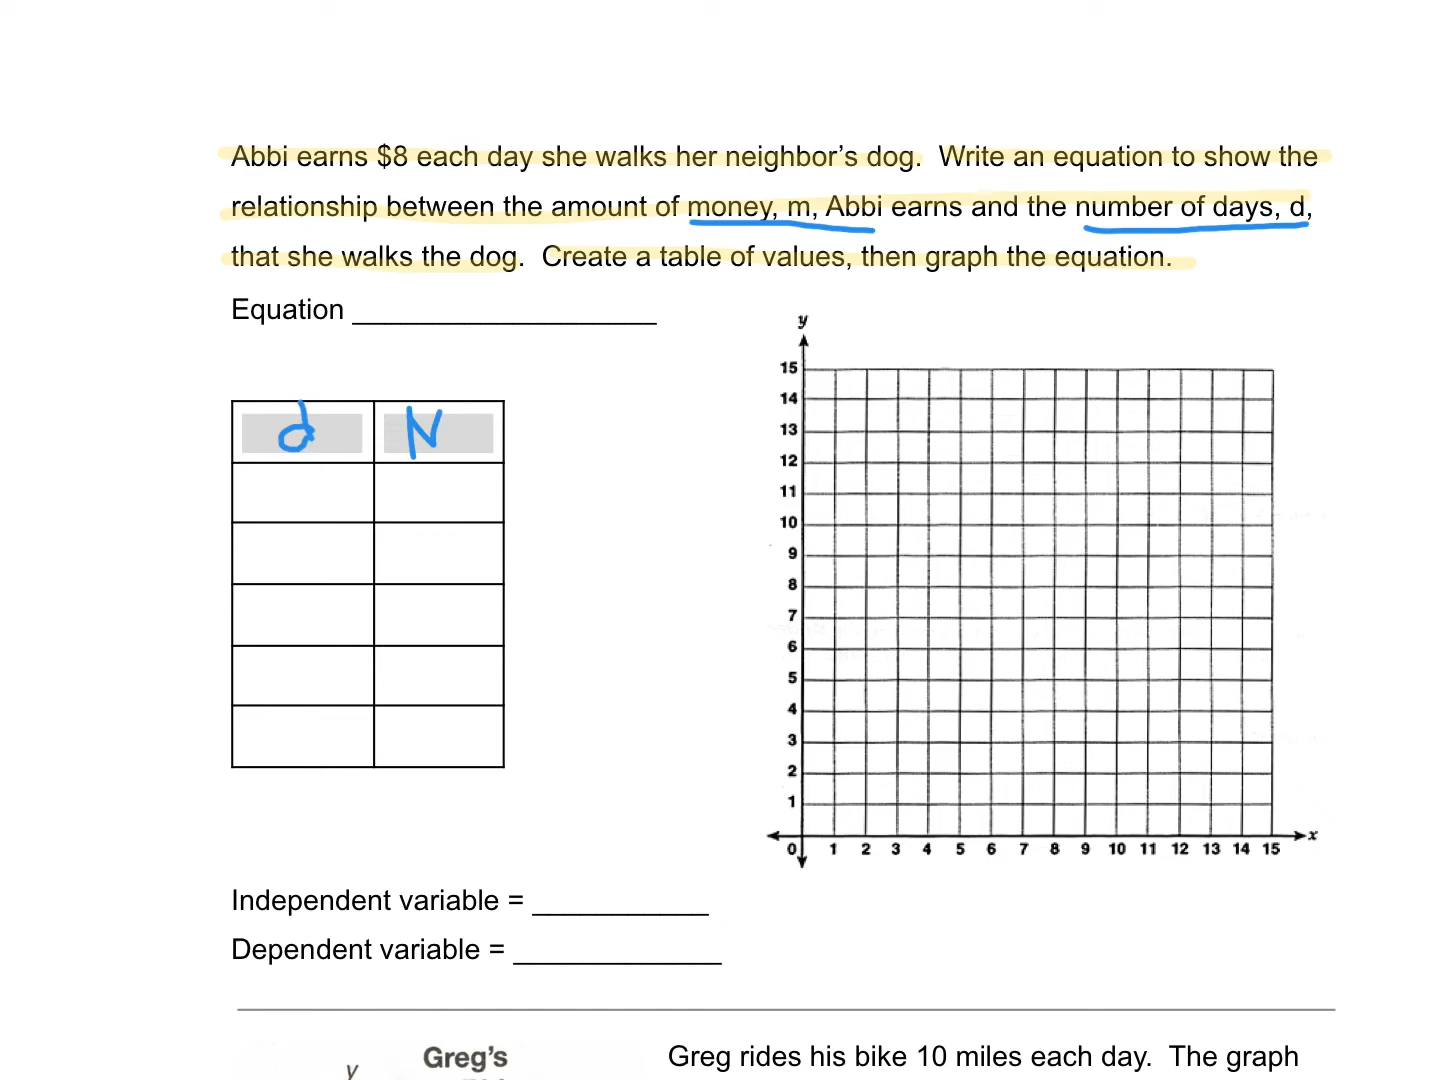 Abbi earns $8 each day she walks her neighbor’s dog. Write an equation to show the
relationship between the amount of money, m, Abbi earns and the number of days, d,
that she walks the dog. Create a table of values, then graph the equation.
Equation ___________________
d N
y
15
14
13
12
11
10
9
8
7
6
5
4
3
2
1
0 1 2 3 4 5 6 7 8 9 10 11 12 13 14 15 x
Independent variable = ___________
Dependent variable = _____________
Greg’s
y
Greg rides his bike 10 miles each day. The graph